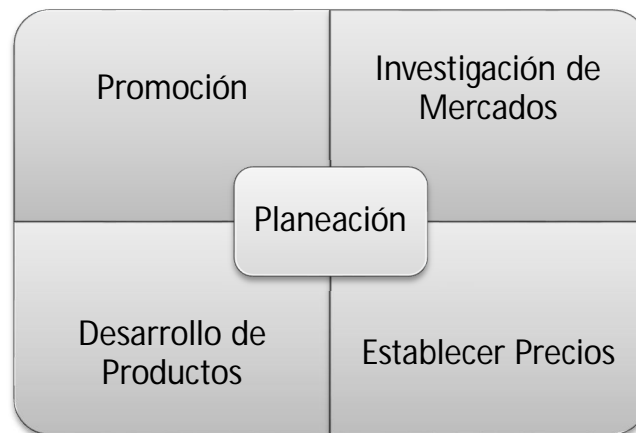 Promoción
Investigación de
Mercados
Planeación
Desarrollo de
Productos
Establecer Precios